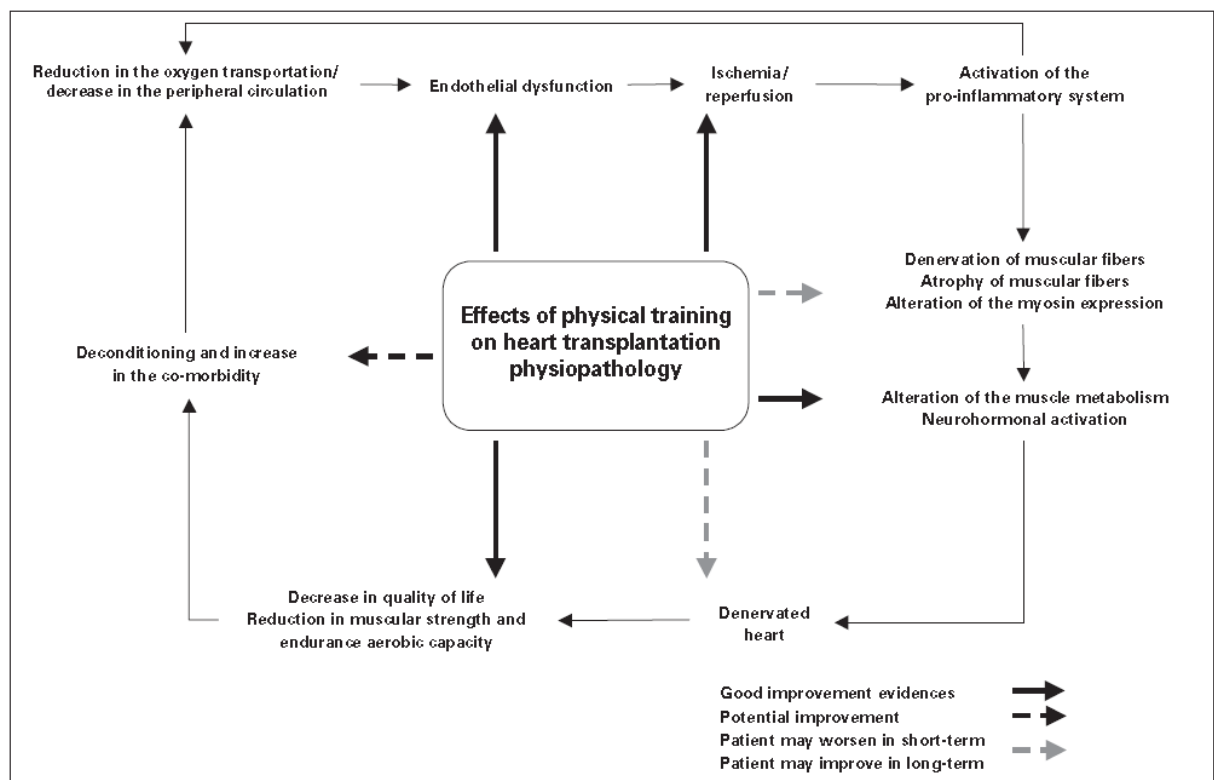 Reduction in the oxygen transportation/
decrease in the peripheral circulation
Endothelial dysfunction
Ischemia/
reperfusion
Activation of the
pro-inflammatory system
Denervation of muscular fibers
Atrophy of muscular fibers
Alteration of the myosin expression
Effects of physical training
on heart transplantation
physiopathology
Deconditioning and increase
in the co-morbidity
Alteration of the muscle metabolism
Neurohormonal activation
Decrease in quality of life
Reduction in muscular strength and
endurance aerobic capacity
Denervated
heart
Good improvement evidences
Potential improvement
Patient may worsen in short-term
Patient may improve in long-term